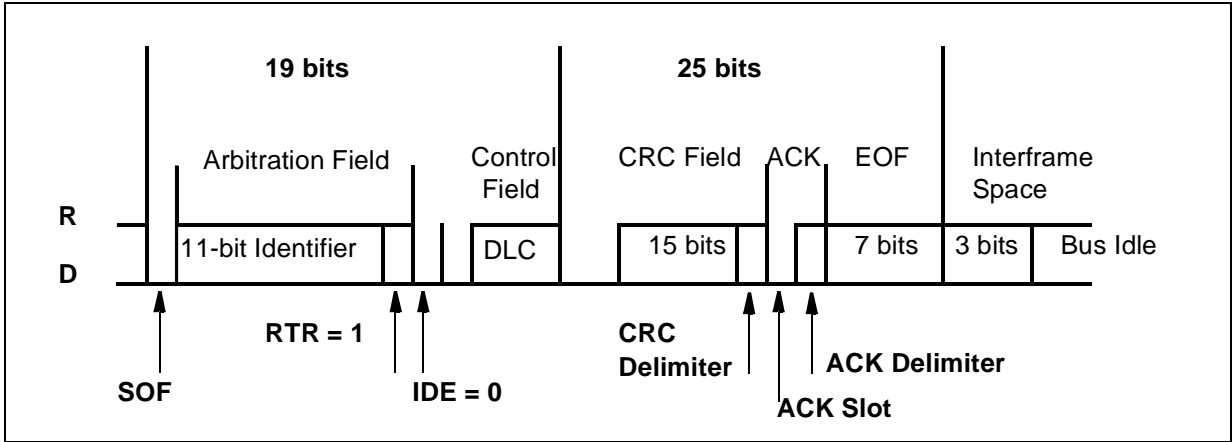 19 bits
25 bits
Arbitration Field
Control
Field
CRC Field
ACK
EOF
Interframe
Space
R
D
11-bit Identifier
DLC
15 bits
7 bits
3 bits
Bus Idle
RTR = 1
CRC
Delimiter
ACK Delimiter
SOF
IDE = 0
ACK Slot